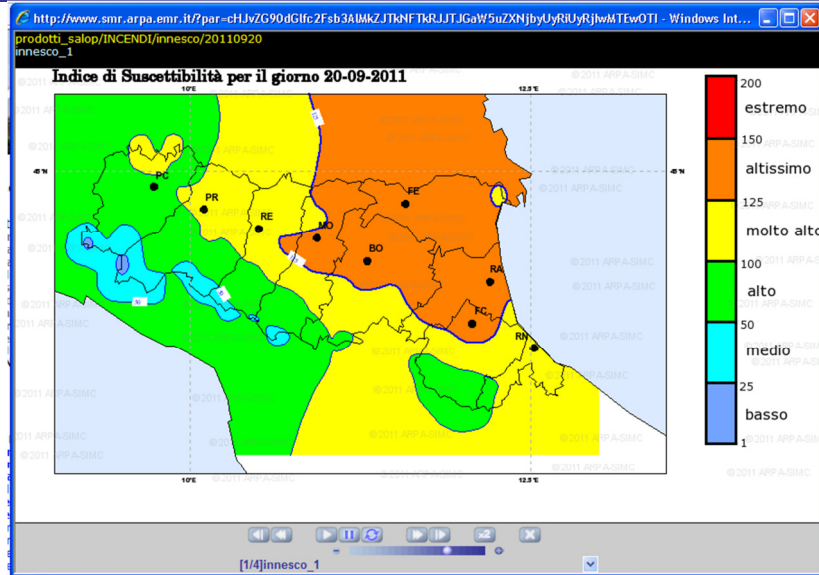 http://www.smr.arpa.emr.it/?par=cHJvZG90dGlfc2Fsb3AlMkZJTkNFTkRJJTJGaW5uZXNjbyUyRiUyRjIwMTEwOTI - Windows Int...
prodotti_salop/INCENDI/innesco/20110920
innesco_1
Indice di Suscettibilità per il giorno 20-09-2011
10°E
12.5°E
200
estremo
150
altissimo
125
molto alto
100
alto
50
medio
25
basso
1
PC
PR
RE
MO
FE
BO
RA
FC
RN
10°E
12.5°E
©2011 ARPA-SIMC
x2
[1/4]innesco_1